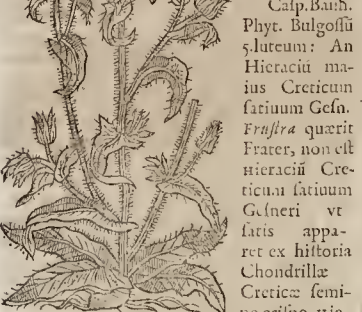 Casp. Bauh.
Phyt. Bulgossũ
5. luteum: An
Hieraciũ ma-
ius Creticum
satiuum Gesn.
Frustra quærit
Frater, non est
Hieraciũ Cre-
ticum satiuum
Gesneri vt
satis appa-
ret ex historia
Chondrillæ
Creticæ semi-